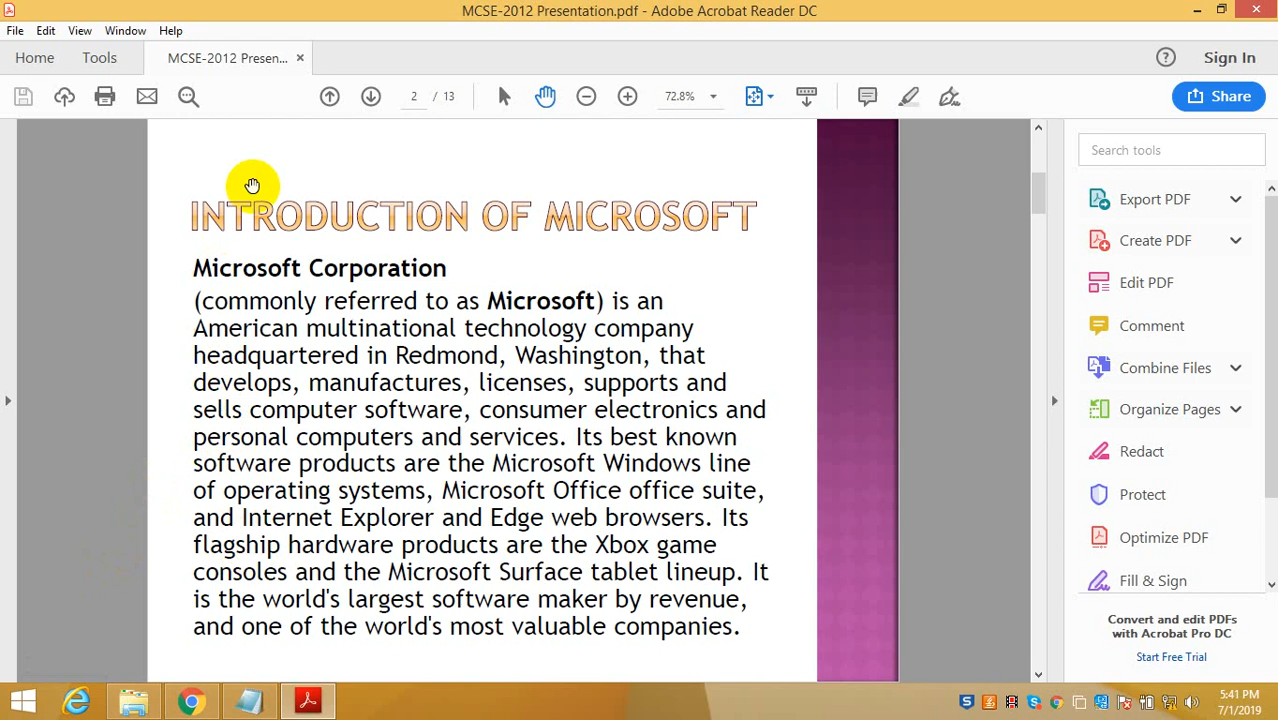 MCSE-2012 Presentation.pdf - Adobe Acrobat Reader DC
File Edit View Window Help
Home Tools MCSE-2012 Presen... × Sign In
2 / 13 72.8% Share
INTRODUCTION OF MICROSOFT
Microsoft Corporation
(commonly referred to as Microsoft) is an
American multinational technology company
headquartered in Redmond, Washington, that
develops, manufactures, licenses, supports and
sells computer software, consumer electronics and
personal computers and services. Its best known
software products are the Microsoft Windows line
of operating systems, Microsoft Office office suite,
and Internet Explorer and Edge web browsers. Its
flagship hardware products are the Xbox game
consoles and the Microsoft Surface tablet lineup. It
is the world's largest software maker by revenue,
and one of the world's most valuable companies.
Search tools
Export PDF
Create PDF
Edit PDF
Comment
Combine Files
Organize Pages
Redact
Protect
Optimize PDF
Fill & Sign
Convert and edit PDFs
with Acrobat Pro DC
Start Free Trial
5:41 PM
7/1/2019